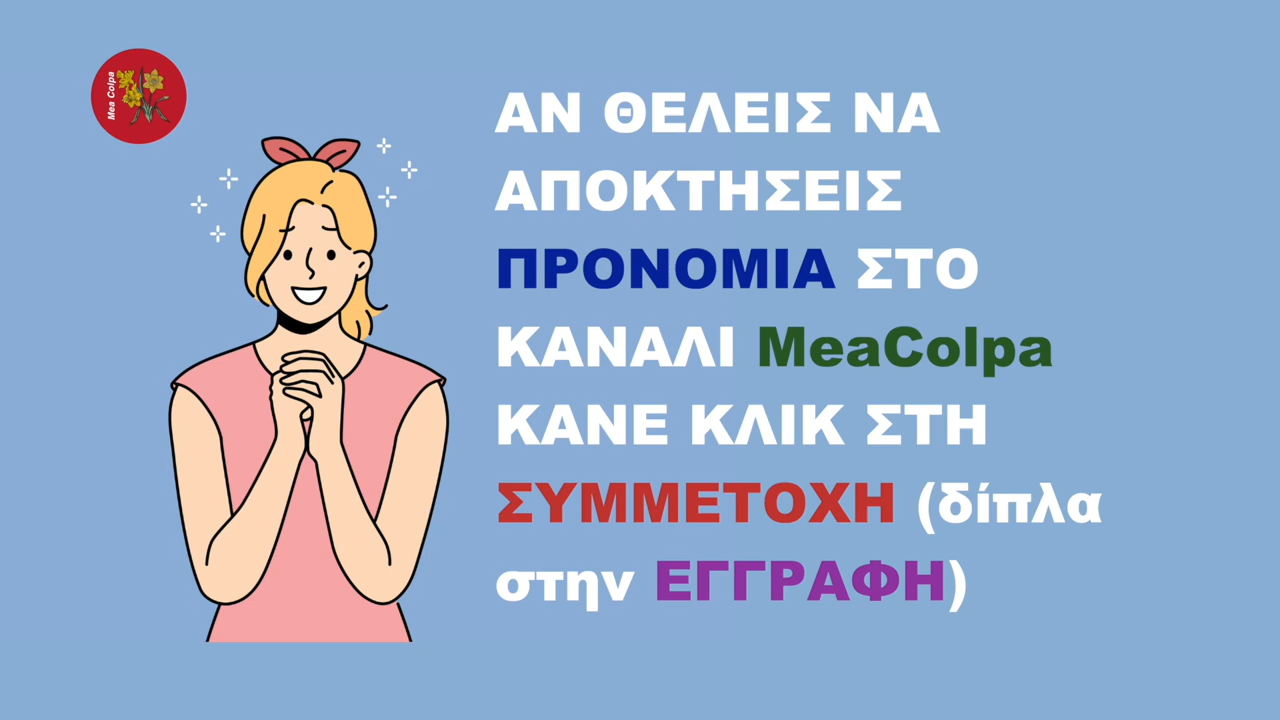 Mea Colpa
ΑΝ ΘΕΛΕΙΣ ΝΑ
ΑΠΟΚΤΗΣΕΙΣ
ΠΡΟΝΟΜΙΑ ΣΤΟ
ΚΑΝΑΛΙ MeaColpa
ΚΑΝΕ ΚΛΙΚ ΣΤΗ
ΣΥΜΜΕΤΟΧΗ (δίπλα
στην ΕΓΓΡΑΦΗ)